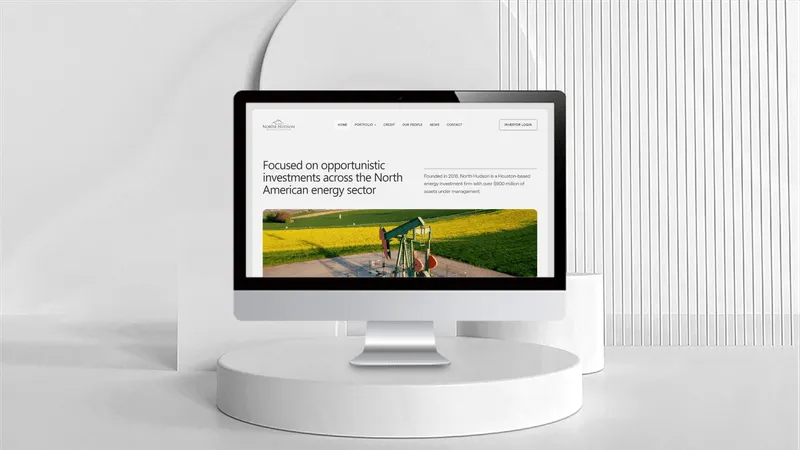 NORTH HUDSON
HOME
PORTFOLIO
CREDIT
OUR PEOPLE
NEWS
CONTACT
INVESTOR LOGIN
Focused on opportunistic
investments across the North
American energy sector
Founded in 2018, North Hudson is a Houston-based
energy investment firm with over $900 million of
assets under management